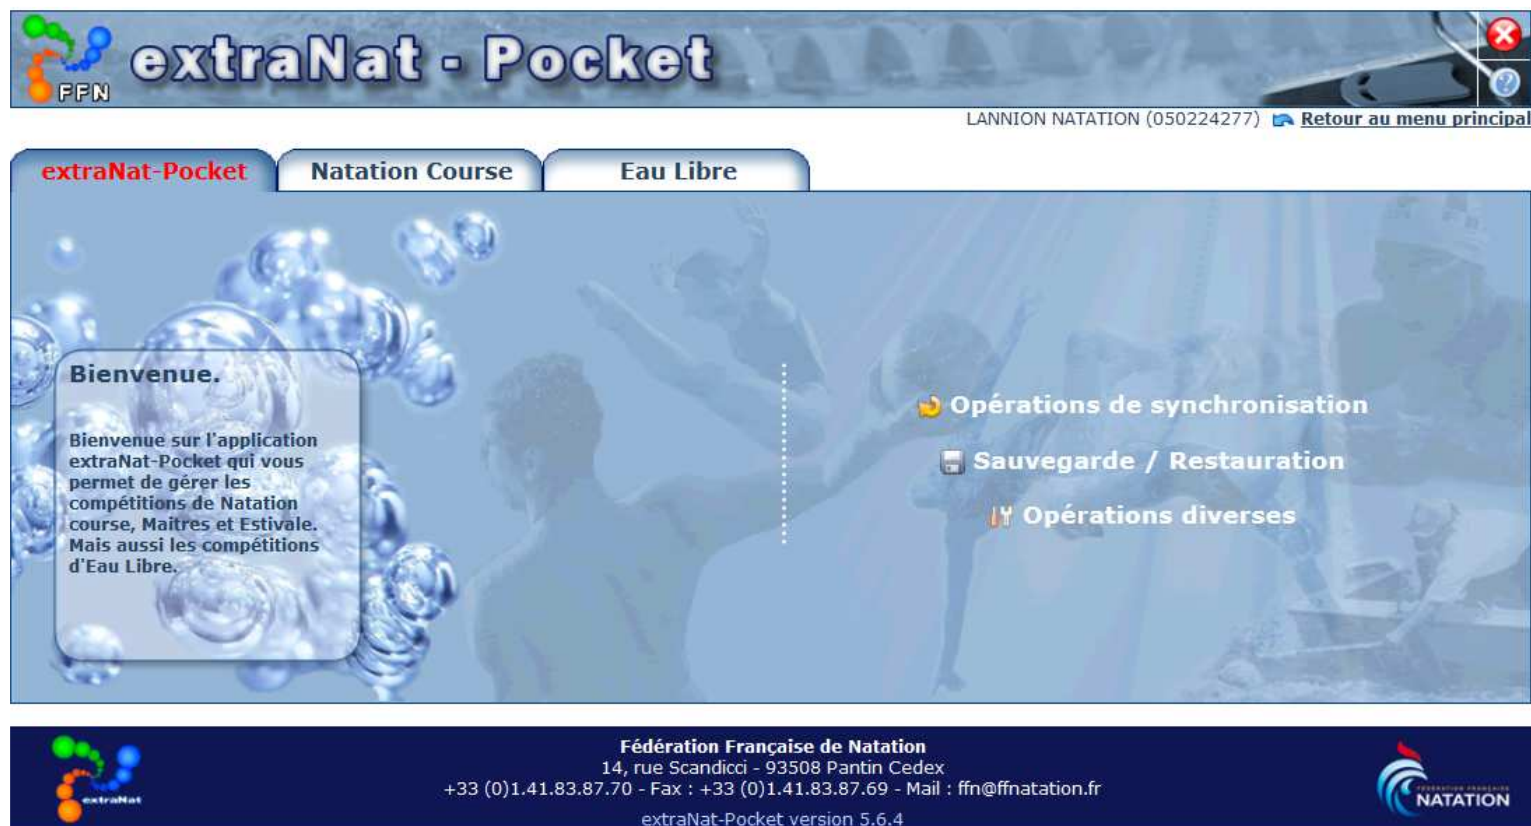 FFN
extraNat - Pocket
LANNION NATATION (050224277) Retour au menu principal
extraNat-Pocket
Natation Course
Eau Libre
Bienvenue.
Bienvenue sur l'application
extraNat-Pocket qui vous
permet de gérer les
compétitions de Natation
course, Maitres et Estivale.
Mais aussi les compétitions
d'Eau Libre.
Opérations de synchronisation
Sauvegarde / Restauration
Opérations diverses
extraNat
Fédération Française de Natation
14, rue Scandicci - 93508 Pantin Cedex
+33 (0)1.41.83.87.70 - Fax : +33 (0)1.41.83.87.69 - Mail : ffn@ffnatation.fr
extraNat-Pocket version 5.6.4
FÉDÉRATION FRANÇAISE
NATATION